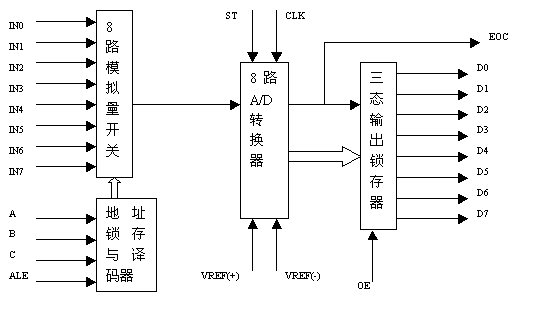 ST
CLK
IN0
IN1
IN2
IN3
IN4
IN5
IN6
IN7
8
路
模
拟
量
开
关
8 路
A/D
转
换
器
三
态
输
出
锁
存
器
EOC
D0
D1
D2
D3
D4
D5
D6
D7
A
B
C
ALE
地 址
锁 存
与 译
码器
VREF(+)
VREF(-)
OE